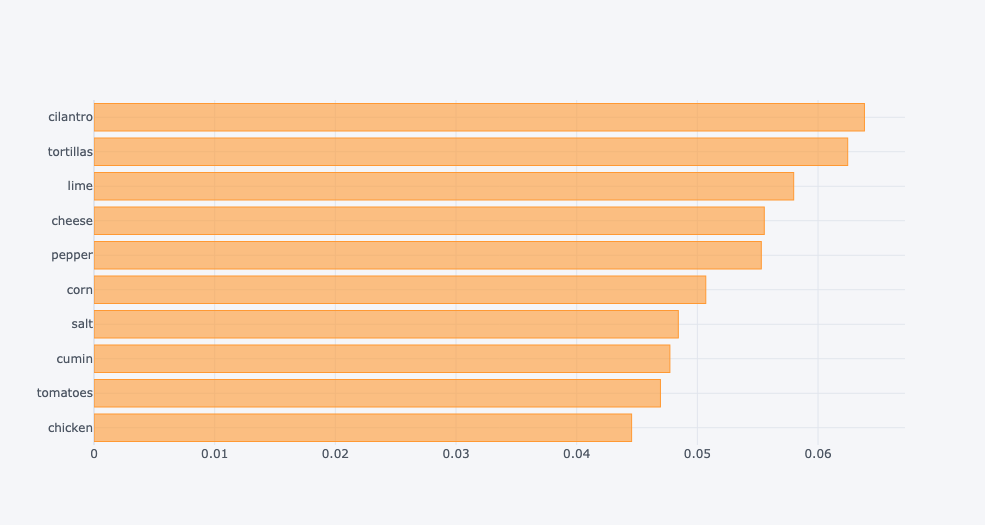 cilantro
tortillas
lime
cheese
pepper
corn
salt
cumin
tomatoes
chicken
0 0.01 0.02 0.03 0.04 0.05 0.06